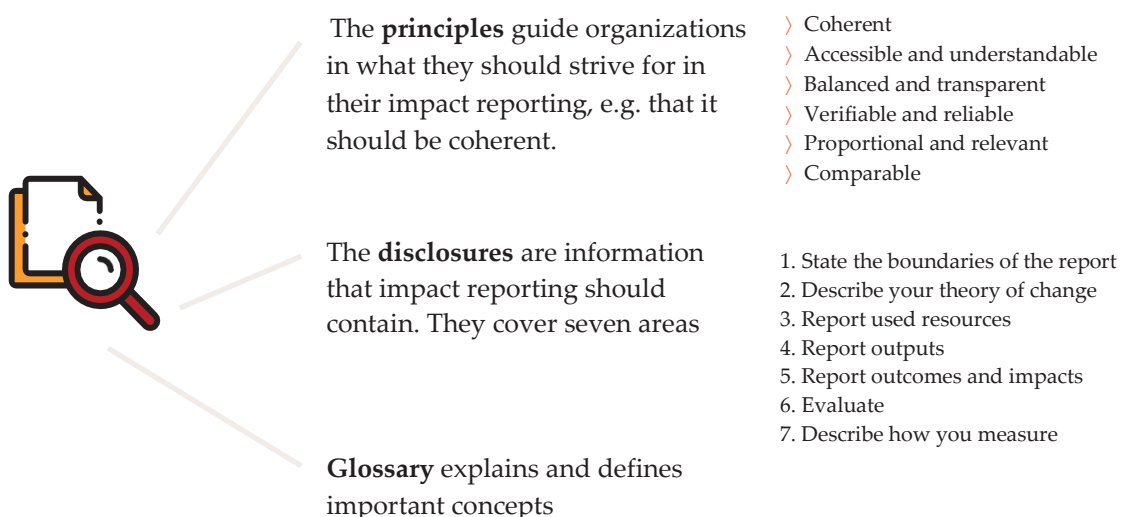 The principles guide organizations
in what they should strive for in
their impact reporting, e.g. that it
should be coherent.
〉 Coherent
〉 Accessible and understandable
〉 Balanced and transparent
〉 Verifiable and reliable
〉 Proportional and relevant
〉 Comparable
The disclosures are information
that impact reporting should
contain. They cover seven areas
1. State the boundaries of the report
2. Describe your theory of change
3. Report used resources
4. Report outputs
5. Report outcomes and impacts
6. Evaluate
7. Describe how you measure
Glossary explains and defines
important concepts